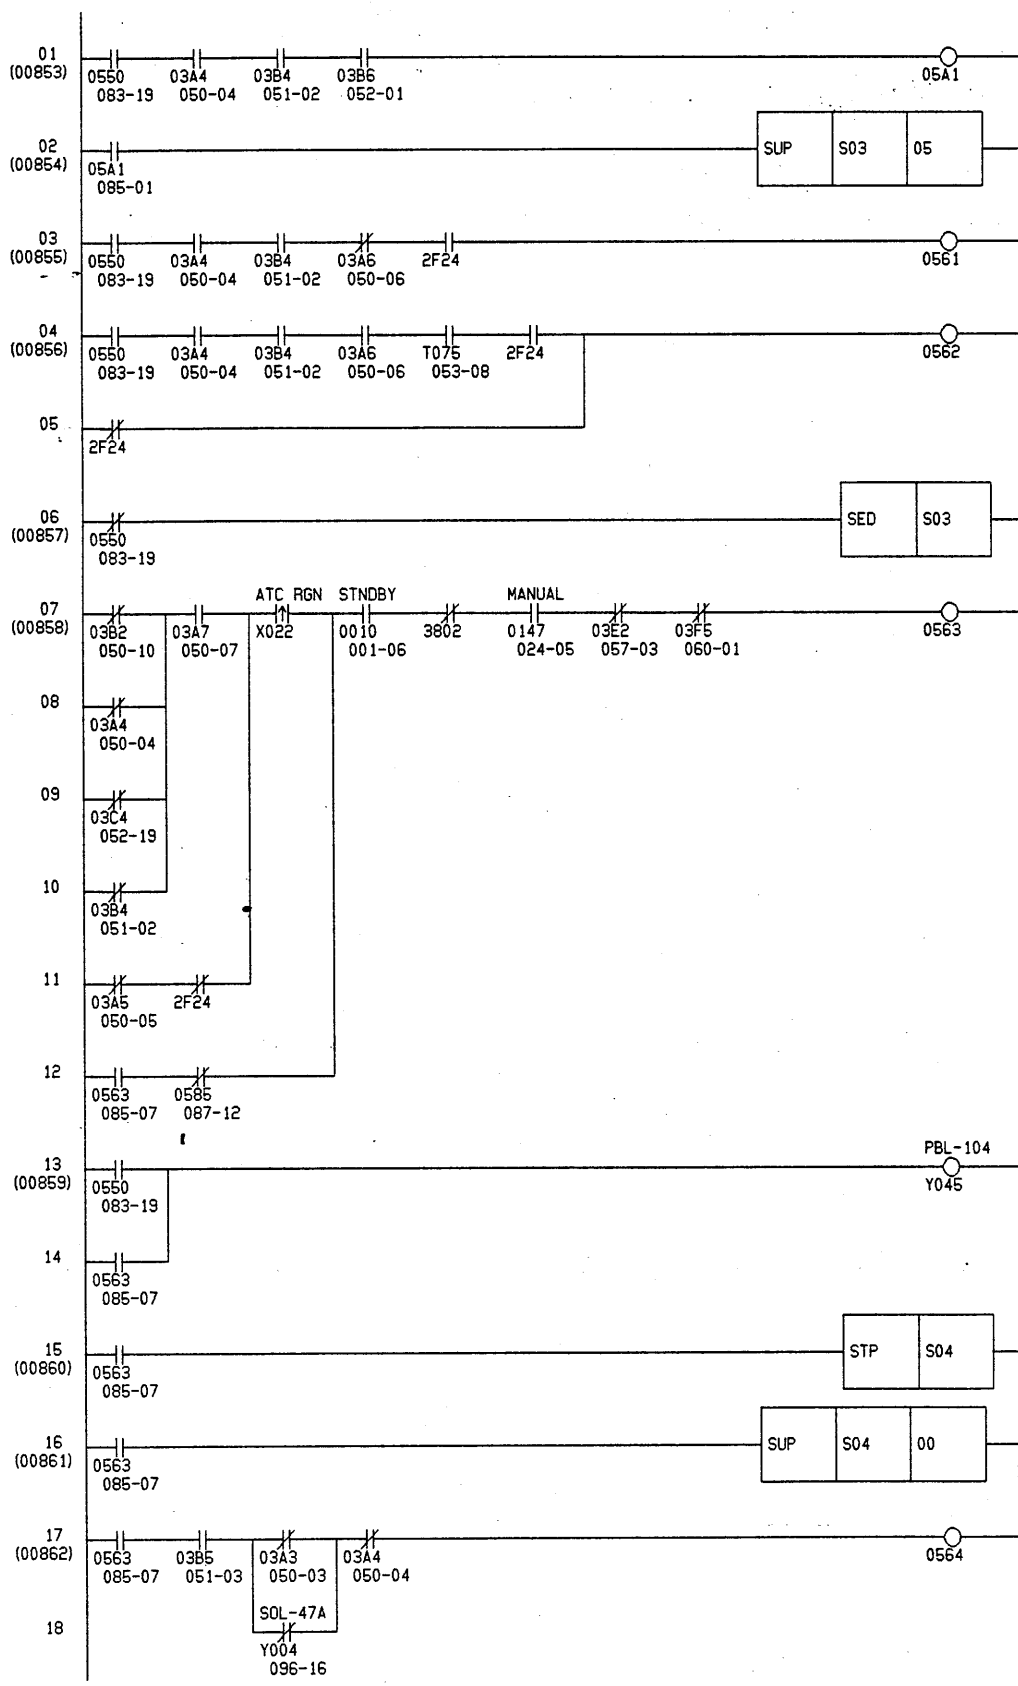 01
(00853)
0550 03A4 03B4 03B6 05A1
083-19 050-04 051-02 052-01
02
(00854)
SUP S03 05
05A1
085-01
03
(00855)
0550 03A4 03B4 03A6 2F24 0561
083-19 050-04 051-02 050-06
04
(00856)
0550 03A4 03B4 03A6 T075 2F24 0562
083-19 050-04 051-02 050-06 053-08
05
2F24
06
(00857)
SED S03
0550
083-19
ATC RGN STNDBY MANUAL
07
(00858)
03B2 03A7 X022 0010 3802 0147 03E2 03F5 0563
050-10 050-07 001-06 024-05 057-03 060-01
08
03A4
050-04
09
03C4
052-19
10
03B4
051-02
11
03A5 2F24
050-05
12
0563 0585
085-07 087-12
PBL-104
13
(00859)
0550 Y045
083-19
14
0563
085-07
15
(00860)
STP S04
0563
085-07
16
(00861)
SUP S04 00
0563
085-07
17
(00862)
0563 03B5 03A3 03A4 0564
085-07 051-03 050-03 050-04
SOL-47A
18
Y004
096-16